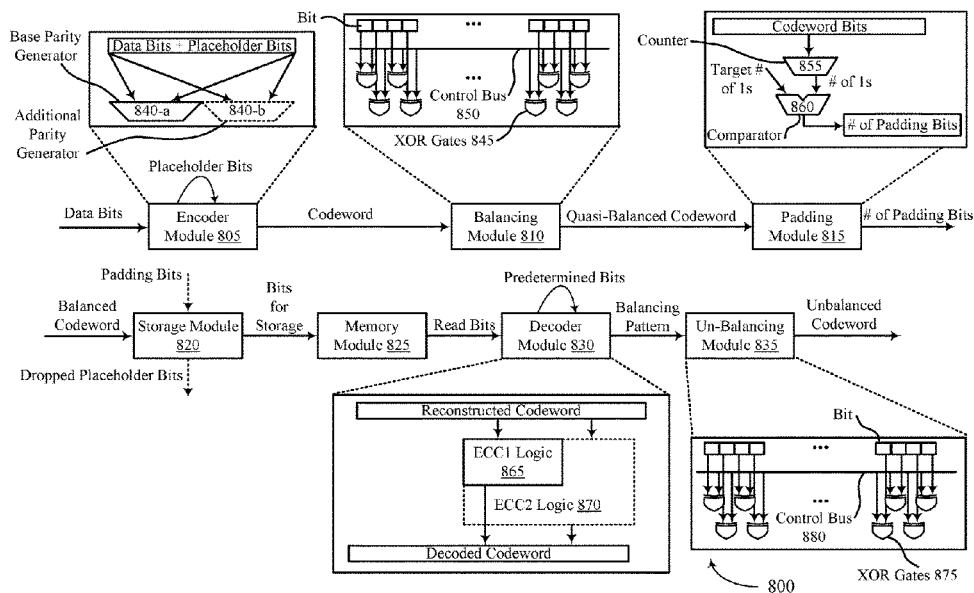 Base Parity
Generator
Data Bits + Placeholder Bits
840-a
840-b
Additional
Parity
Generator
Bit
...
...
Control Bus
850
XOR Gates 845
Codeword Bits
Counter
855
Target #
of 1s
# of 1s
860
Comparator
# of Padding Bits
Placeholder Bits
Data Bits
Encoder
Module 805
Codeword
Balancing
Module 810
Quasi-Balanced Codeword
Padding
Module 815
# of Padding Bits
Padding Bits
Balanced
Codeword
Storage Module
820
Dropped Placeholder Bits
Bits
for
Storage
Memory
Module 825
Read Bits
Predetermined Bits
Decoder
Module 830
Balancing
Pattern
Un-Balancing
Module 835
Unbalanced
Codeword
Reconstructed Codeword
ECC1 Logic
865
ECC2 Logic 870
Decoded Codeword
Bit
...
...
Control Bus
880
XOR Gates 875
800